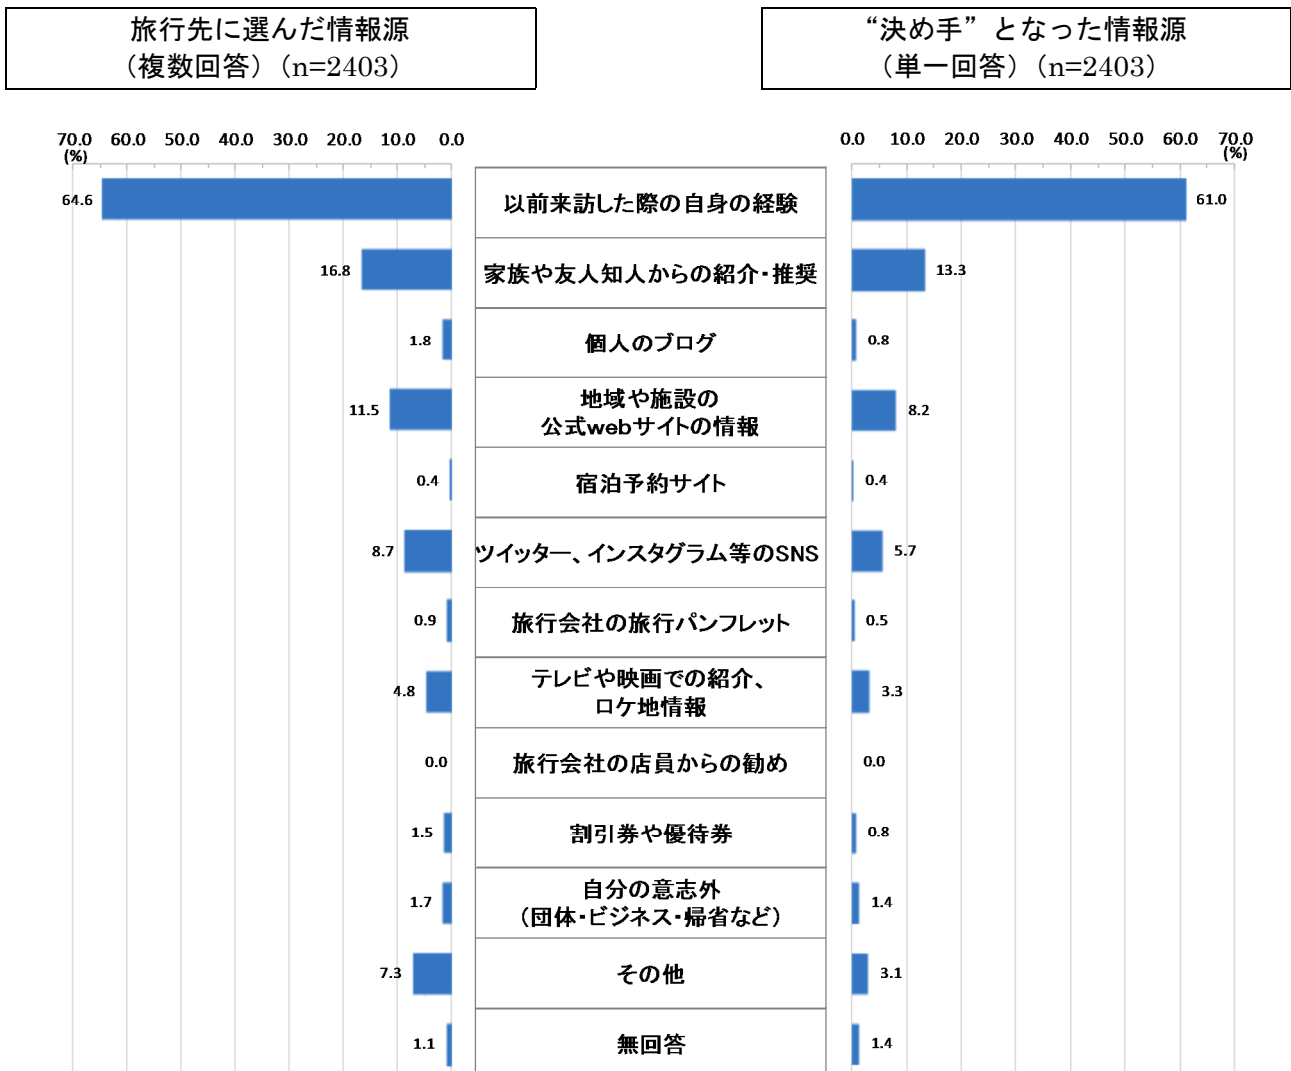 旅行先に選んだ情報源
（複数回答）（n=2403）
“決め手”となった情報源
（単一回答）（n=2403）
70.0 60.0 50.0 40.0 30.0 20.0 10.0 0.0
(%)
0.0 10.0 20.0 30.0 40.0 50.0 60.0 70.0
(%)
64.6 以前来訪した際の自身の経験 61.0
16.8 家族や友人知人からの紹介・推奨 13.3
1.8 個人のブログ 0.8
地域や施設の
11.5 公式webサイトの情報 8.2
0.4 宿泊予約サイト 0.4
8.7 ツイッター、インスタグラム等のSNS 5.7
0.9 旅行会社の旅行パンフレット 0.5
テレビや映画での紹介、
4.8 ロケ地情報 3.3
0.0 旅行会社の店員からの勧め 0.0
1.5 割引券や優待券 0.8
自分の意志外
1.7 （団体・ビジネス・帰省など） 1.4
7.3 その他 3.1
1.1 無回答 1.4